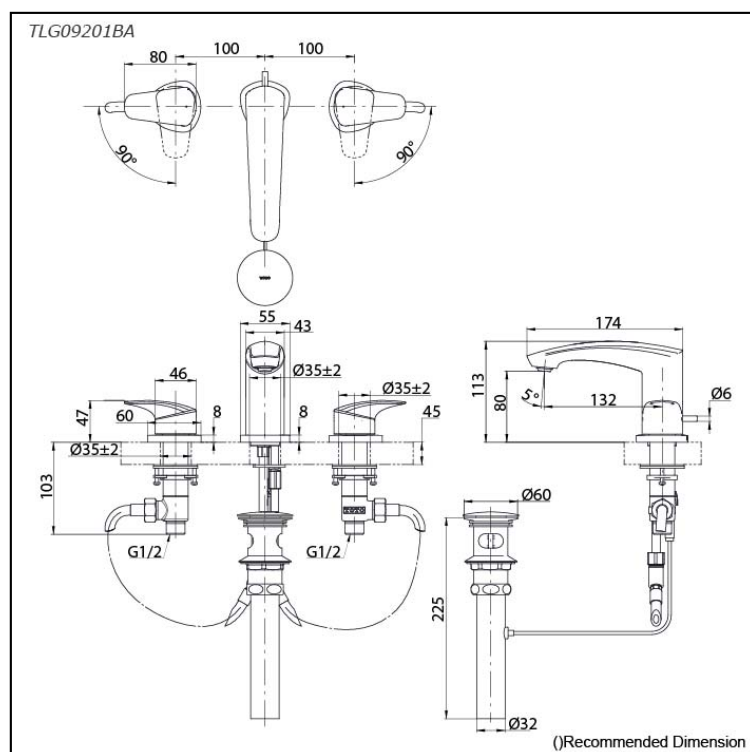 TLG09201BA
100 100
80
90° 90°
55
43
174
46
Ø35±2
Ø35±2
113
Ø6
47
60
8
8
45
80
5°
132
Ø35±2
103
Ø60
G1/2
G1/2
225
Ø32
()Recommended Dimension